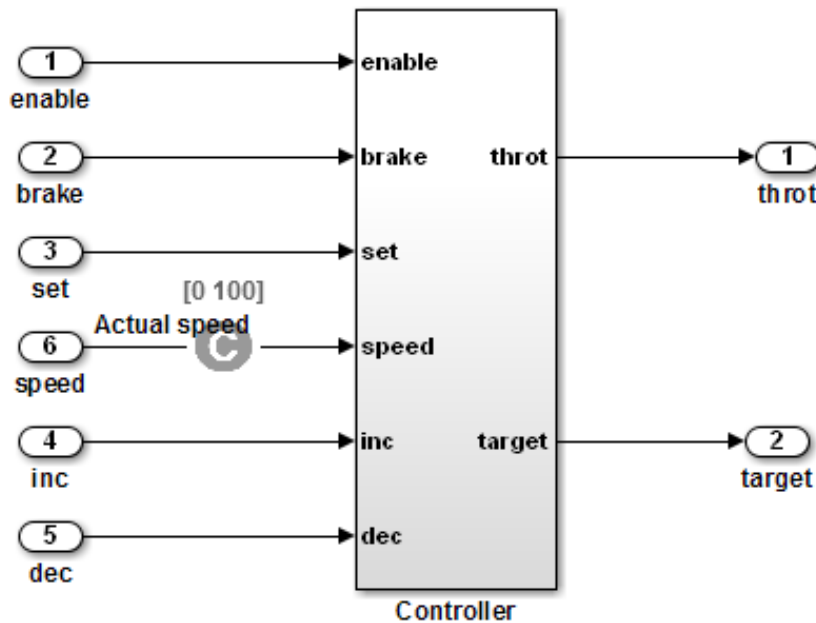 1
enable
enable
2
brake
brake
throt
1
throt
3
set
set
[0 100]
Actual speed
6
C
speed
speed
4
inc
inc
target
2
target
5
dec
dec
Controller